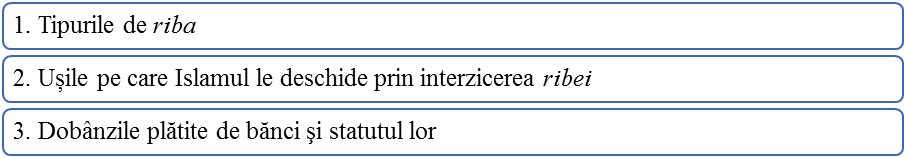 1. Tipurile de riba
2. Ușile pe care Islamul le deschide prin interzicerea ribei
3. Dobânzile plătite de bănci şi statutul lor